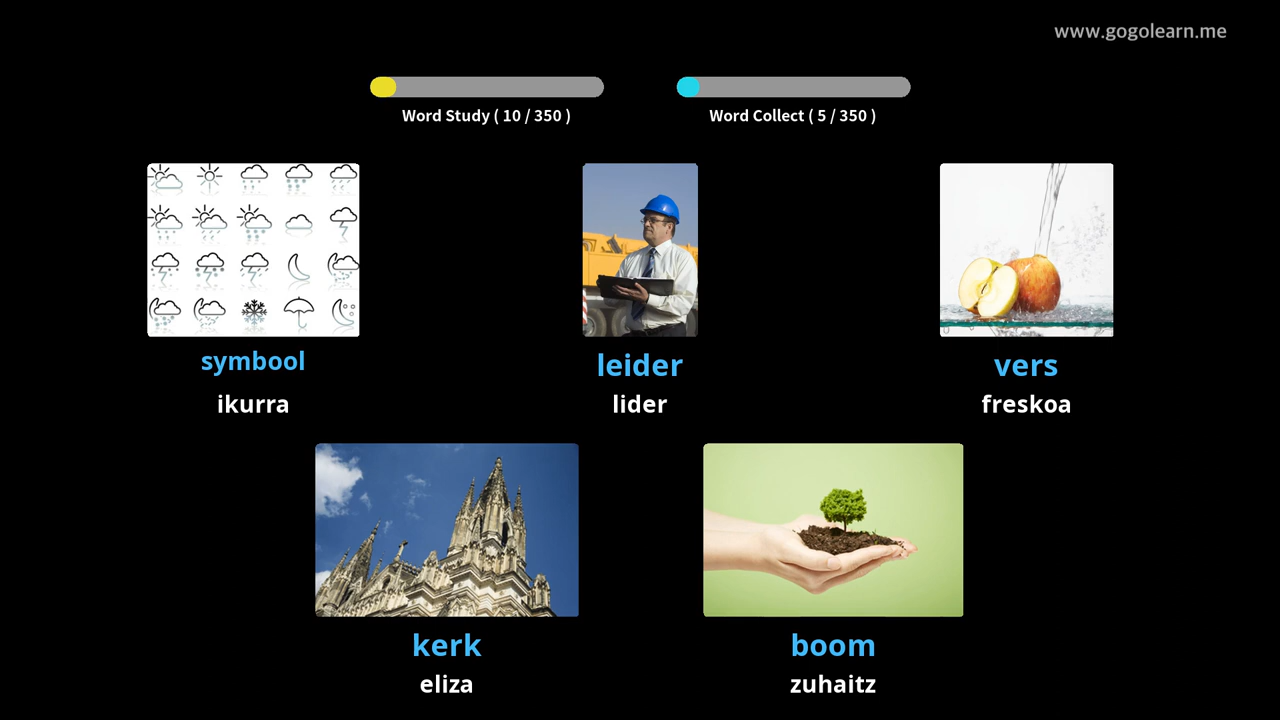 www.gogolearn.me
Word Study ( 10 / 350 )
Word Collect ( 5 / 350 )
symbool
ikurra
leider
lider
vers
freskoa
kerk
eliza
boom
zuhaitz